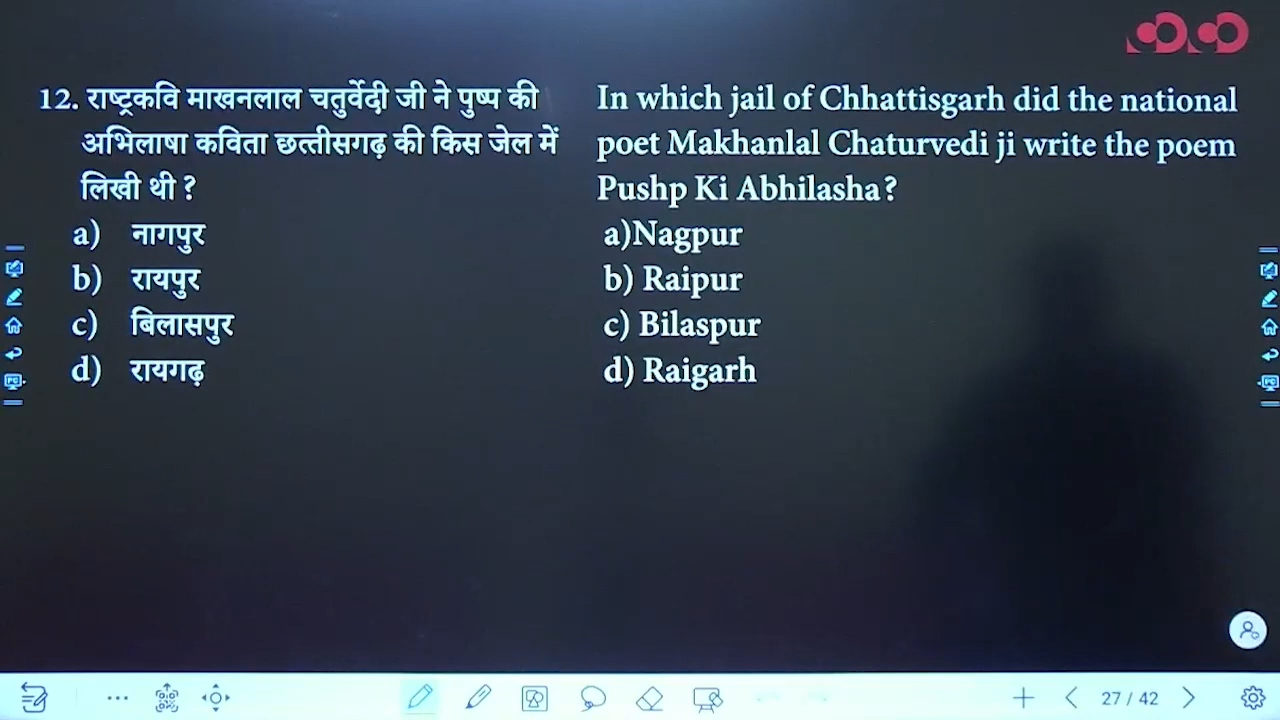 12. राष्ट्रकवि माखनलाल चतुर्वेदी जी ने पुष्प की
अभिलाषा कविता छत्तीसगढ़ की किस जेल में
लिखी थी ?
a) नागपुर
b) रायपुर
c) बिलासपुर
d) रायगढ़
In which jail of Chhattisgarh did the national
poet Makhanlal Chaturvedi ji write the poem
Pushp Ki Abhilasha?
a)Nagpur
b) Raipur
c) Bilaspur
d) Raigarh
27 / 42